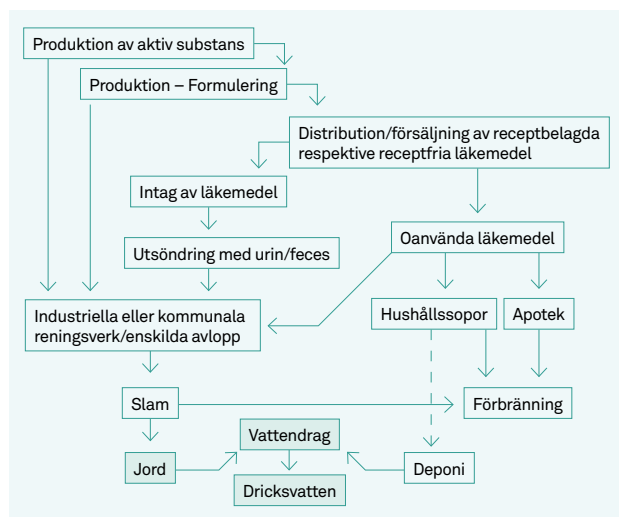 Produktion av aktiv substans
Produktion – Formulering
Distribution/försäljning av receptbelagda
respektive receptfria läkemedel
Intag av läkemedel
Oanvända läkemedel
Utsöndring med urin/feces
Industriella eller kommunala
reningsverk/enskilda avlopp
Hushållssopor
Apotek
Slam
Förbränning
Vattendrag
Jord
Deponi
Dricksvatten